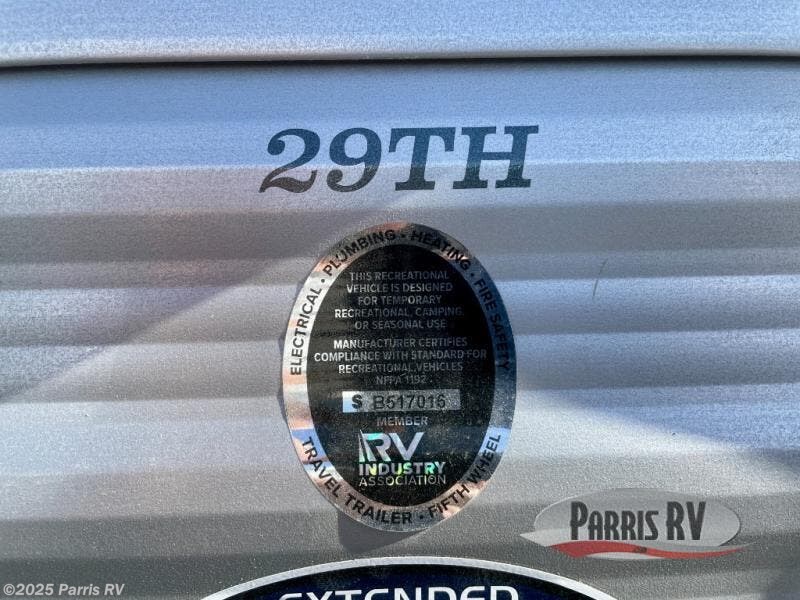 29TH
ELECTRICAL · PLUMBING · HEATING · FIRE SAFETY
THIS RECREATIONAL
VEHICLE IS DESIGNED
FOR TEMPORARY
RECREATIONAL, CAMPING,
OR SEASONAL USE
MANUFACTURER CERTIFIES
COMPLIANCE WITH STANDARD FOR
RECREATIONAL VEHICLES
NFPA 1192
S B517016
MEMBER
RV
INDUSTRY
ASSOCIATION
TRAVEL TRAILER · FIFTH WHEEL
PARRIS RV
EXTENDED
©2025 Parris RV